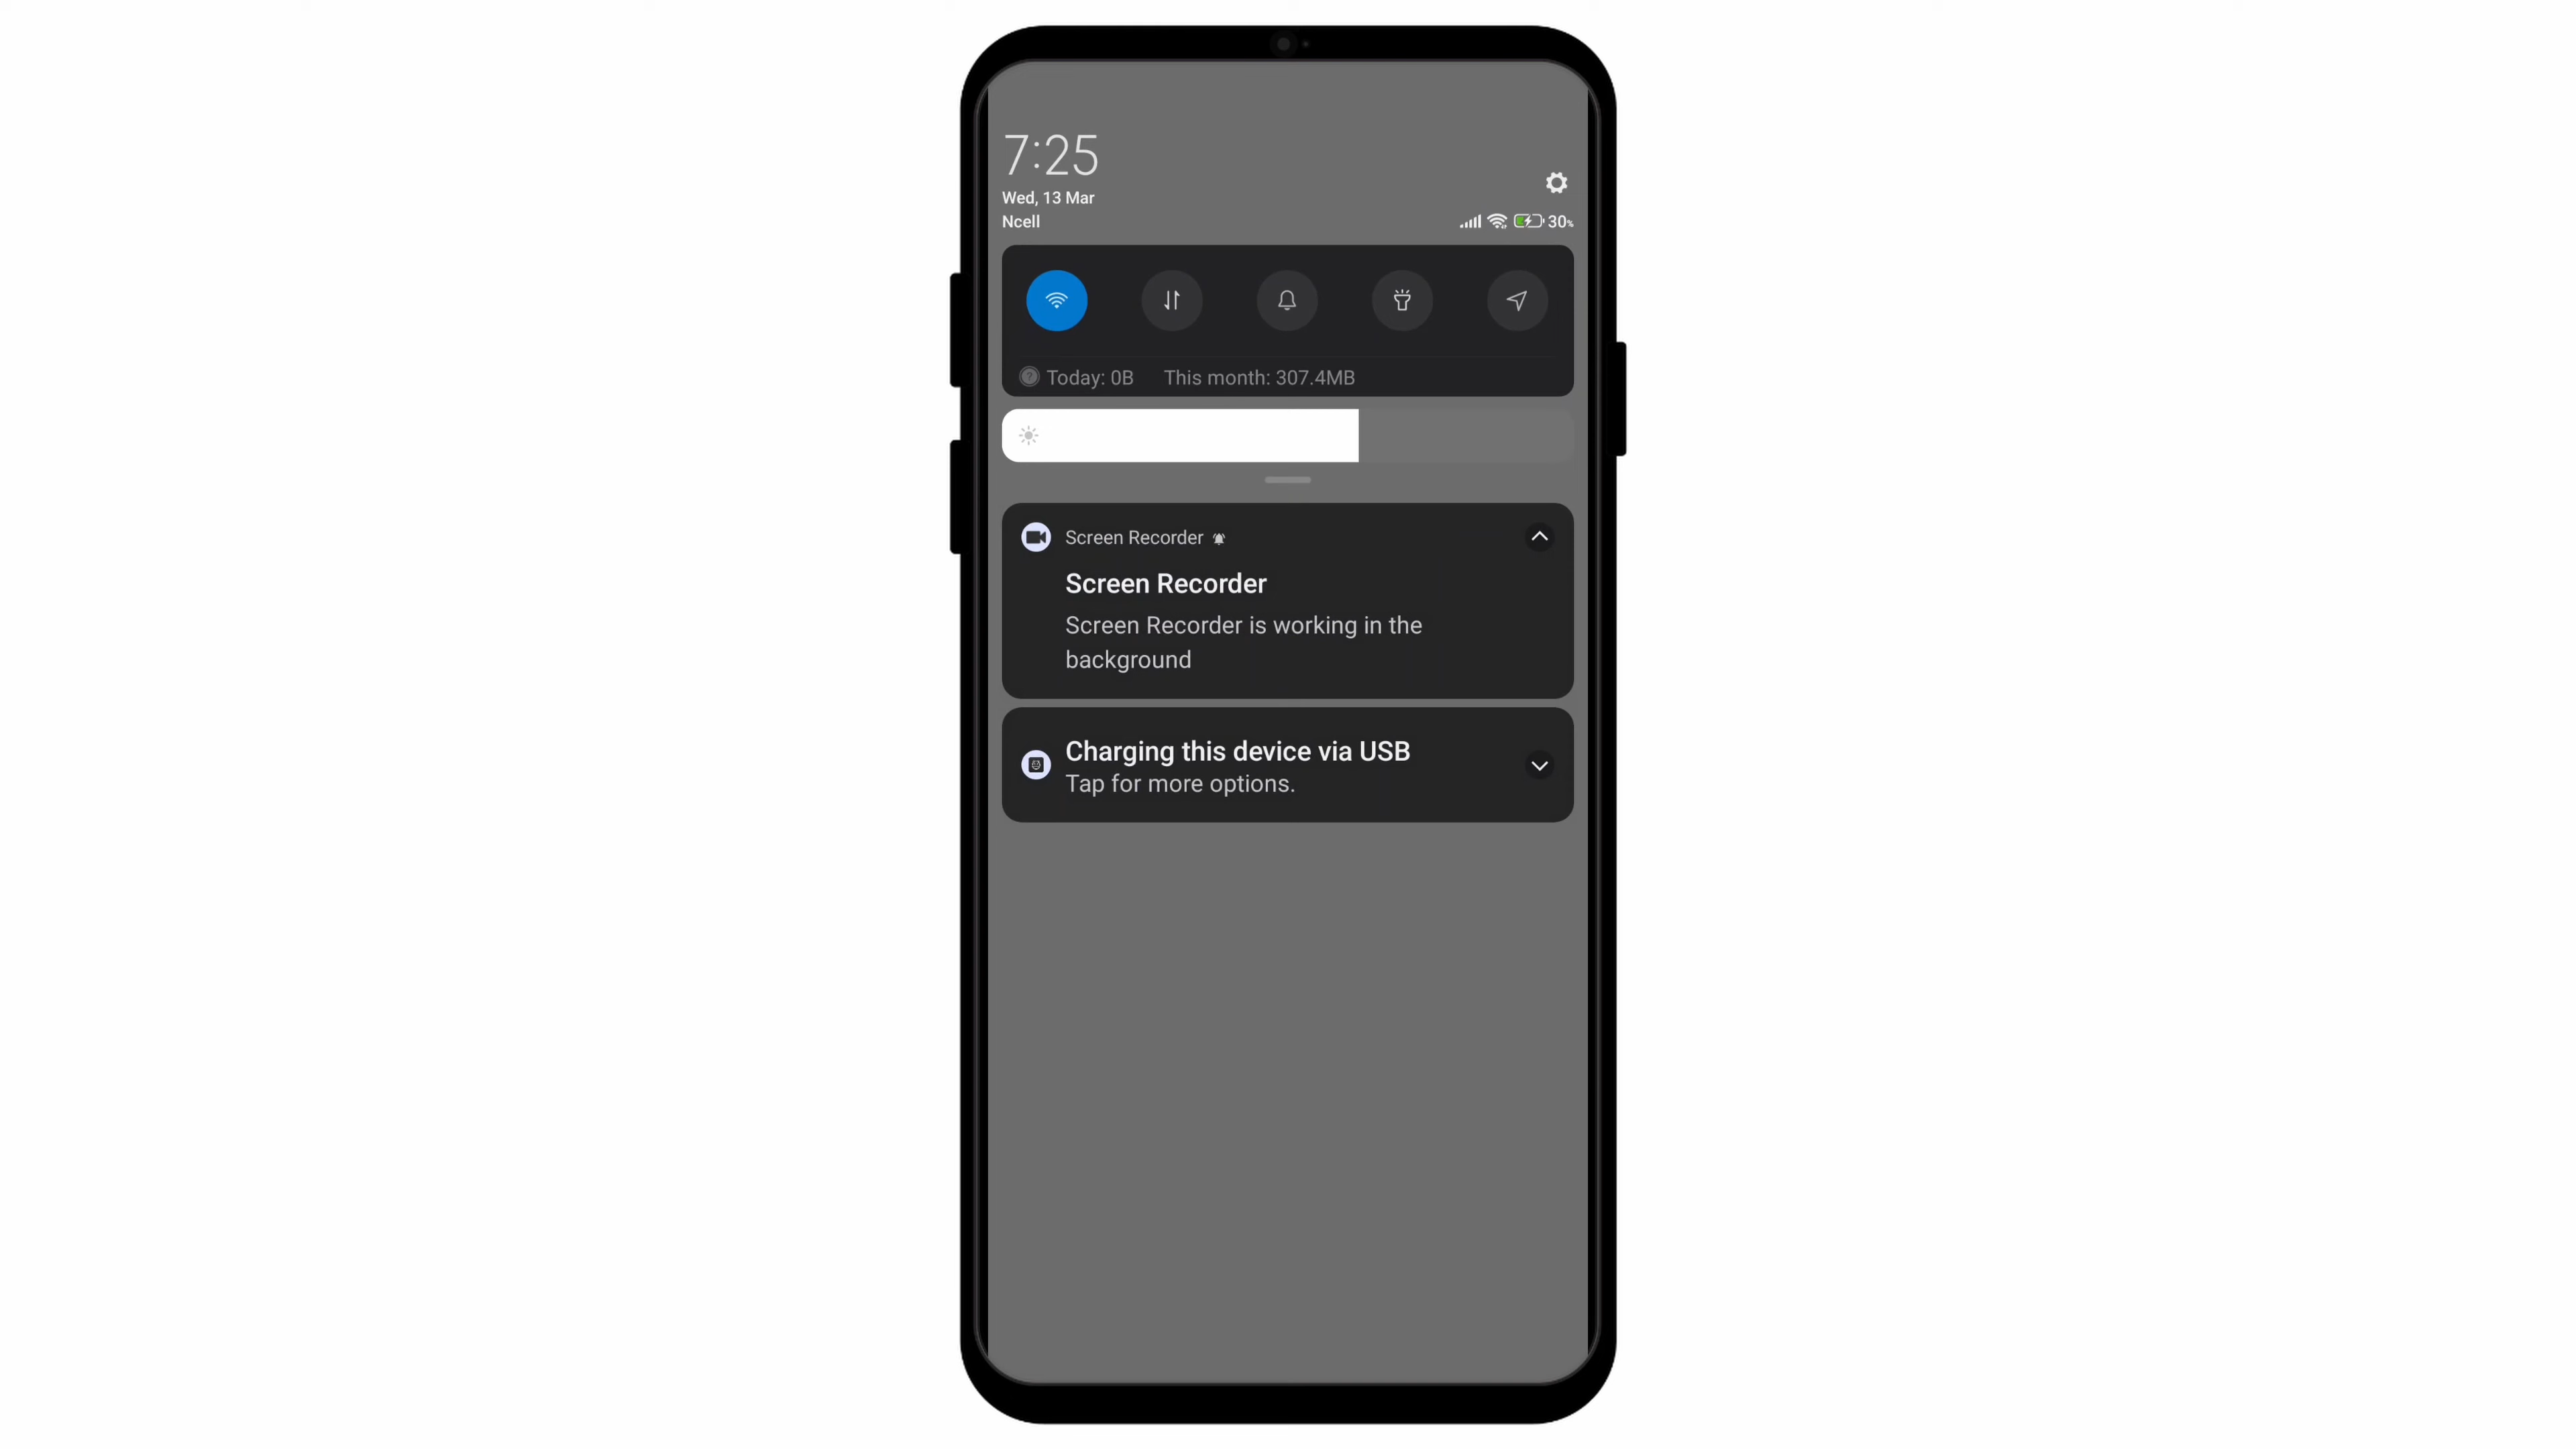 7:25
Wed, 13 Mar
Ncell
30%
Today: 0B This month: 307.4MB
Screen Recorder
Screen Recorder
Screen Recorder is working in the
background
Charging this device via USB
Tap for more options.